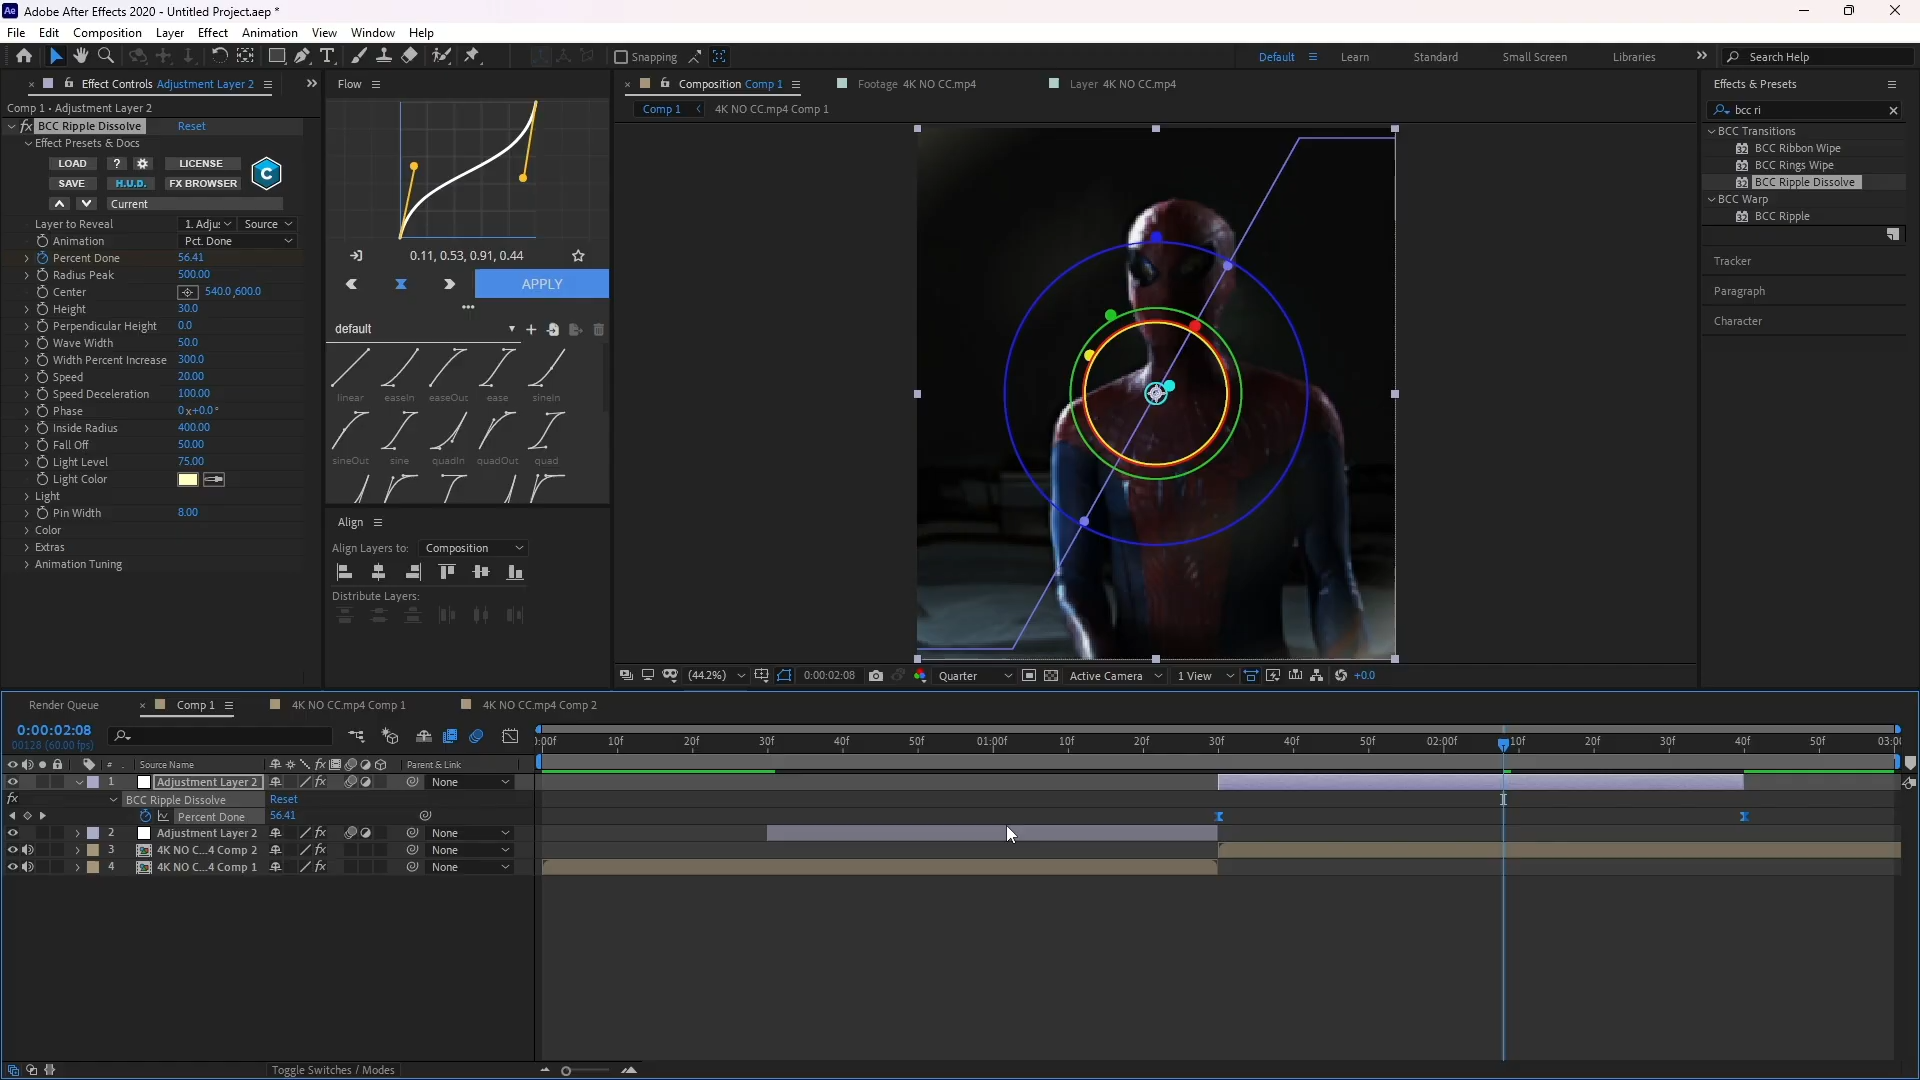 Adobe After Effects 2020 - Untitled Project.aep *
File Edit Composition Layer Effect Animation View Window Help
Snapping
Default Learn Standard Small Screen Libraries Search Help
Effect Controls Adjustment Layer 2
Comp 1 • Adjustment Layer 2
fx BCC Ripple Dissolve Reset
Effect Presets & Docs
LOAD ? LICENSE
SAVE H.U.D. FX BROWSER
Current
Layer to Reveal 1. Adjus Source
Animation Pct. Done
Percent Done 56.41
Radius Peak 500.00
Center 540.0,600.0
Height 30.0
Perpendicular Height 0.0
Wave Width 50.0
Width Percent Increase 300.0
Speed 20.00
Speed Deceleration 100.00
Phase 0x+0.0°
Inside Radius 400.00
Fall Off 50.00
Light Level 75.00
Light Color
Light
Pin Width 8.00
Color
Extras
Animation Tuning
Flow
0.11, 0.53, 0.91, 0.44
APPLY
default
linear easeIn easeOut ease sineIn
sineOut sine quadIn quadOut quad
Align
Align Layers to: Composition
Distribute Layers:
Composition Comp 1 Footage 4K NO CC.mp4 Layer 4K NO CC.mp4
Comp 1 4K NO CC.mp4 Comp 1
(44.2%) 0:00:02:08 Quarter Active Camera 1 View +0.0
Effects & Presets
bcc ri
BCC Transitions
BCC Ribbon Wipe
BCC Rings Wipe
BCC Ripple Dissolve
BCC Warp
BCC Ripple
Tracker
Paragraph
Character
Render Queue Comp 1 4K NO CC.mp4 Comp 1 4K NO CC.mp4 Comp 2
0:00:02:08
00128 (60.00 fps)
:00f 10f 20f 30f 40f 50f 01:00f 10f 20f 30f 40f 50f 02:00f 10f 20f 30f 40f 50f 03:00
# Source Name Parent & Link
1 Adjustment Layer 2 None
fx BCC Ripple Dissolve Reset
Percent Done 56.41
2 Adjustment Layer 2 None
3 4K NO C...4 Comp 2 None
4 4K NO C...4 Comp 1 None
Toggle Switches / Modes